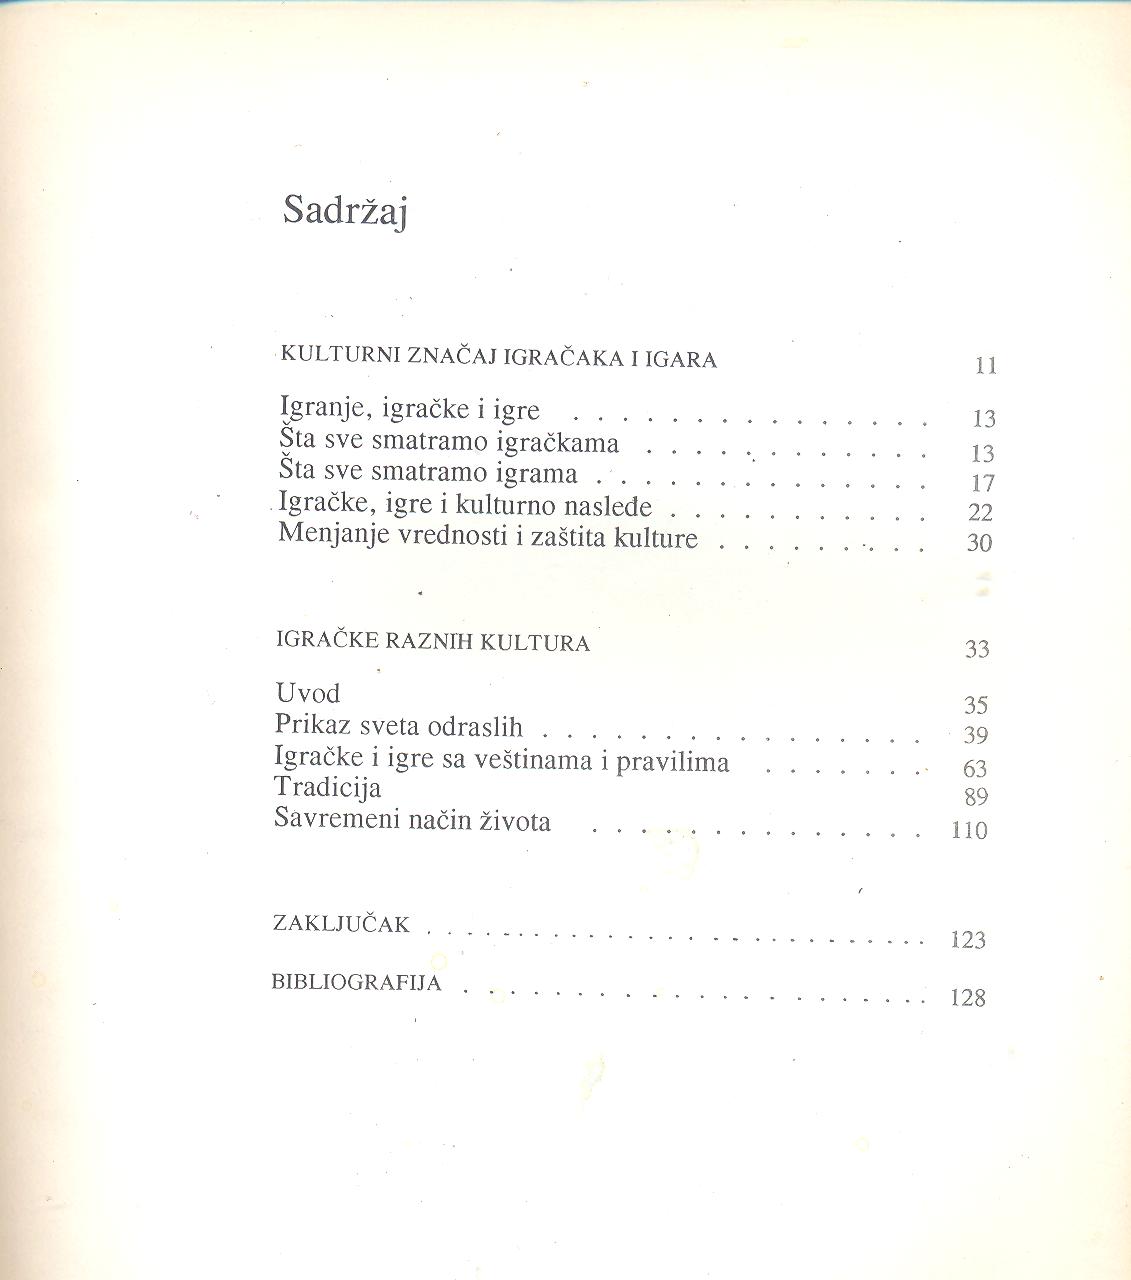 Sadržaj
KULTURNI ZNAČAJ IGRAČAKA I IGARA 11
Igranje, igračke i igre . . . . . . . . . . . . . . . 13
Šta sve smatramo igračkama . . . . . . . . . . . . 13
Šta sve smatramo igrama . . . . . . . . . . . . . . 17
Igračke, igre i kulturno nasleđe . . . . . . . . . . . 22
Menjanje vrednosti i zaštita kulture . . . . . . . . . 30
IGRAČKE RAZNIH KULTURA 33
Uvod 35
Prikaz sveta odraslih . . . . . . . . . . . . . . . . 39
Igračke i igre sa veštinama i pravilima . . . . . . . 63
Tradicija 89
Savremeni način života . . . . . . . . . . . . . . 110
ZAKLJUČAK . . . . . . . . . . . . . . . . . . . . . . . . 123
BIBLIOGRAFIJA . . . . . . . . . . . . . . . . . . . . . 128